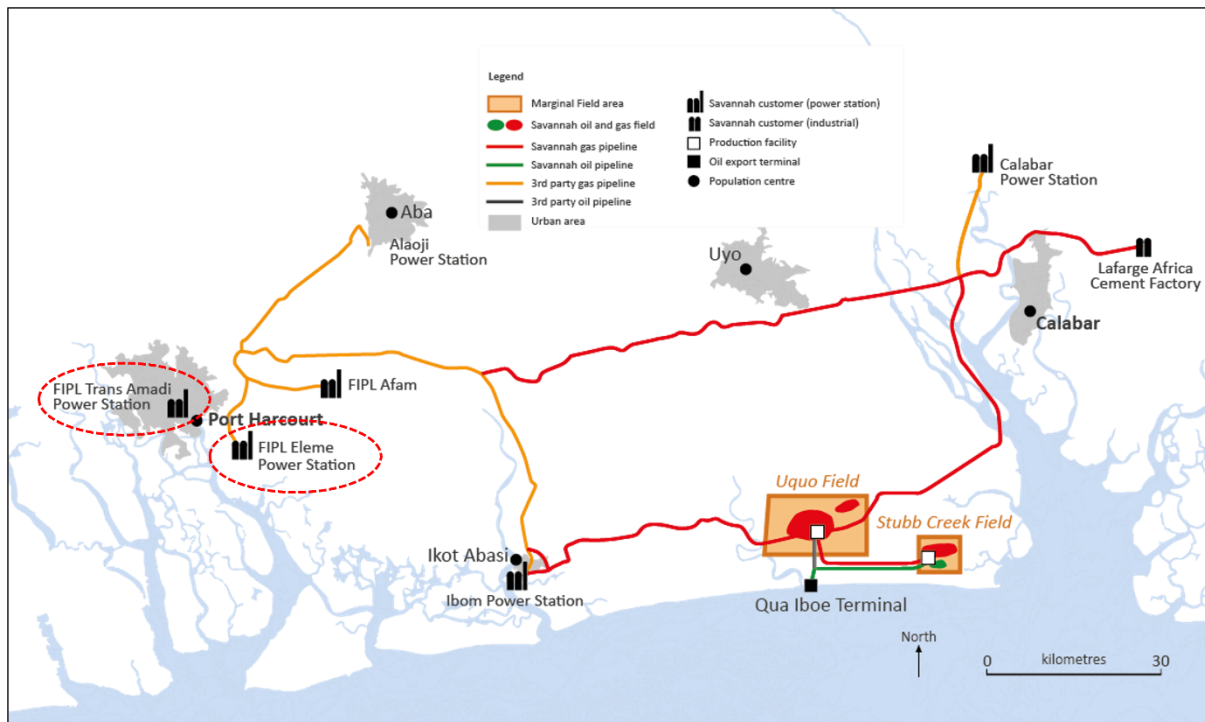 Legend
Marginal Field area
Savannah oil and gas field
Savannah gas pipeline
Savannah oil pipeline
3rd party gas pipeline
3rd party oil pipeline
Urban area
Savannah customer (power station)
Savannah customer (industrial)
Production facility
Oil export terminal
Population centre
Calabar
Power Station
Aba
Alaoji
Power Station
Uyo
Lafarge Africa
Cement Factory
Calabar
FIPL Trans Amadi
Power Station
FIPL Afam
Port Harcourt
FIPL Eleme
Power Station
Uquo Field
Stubb Creek Field
Ikot Abasi
Ibom Power Station
Qua Iboe Terminal
North
0 kilometres 30